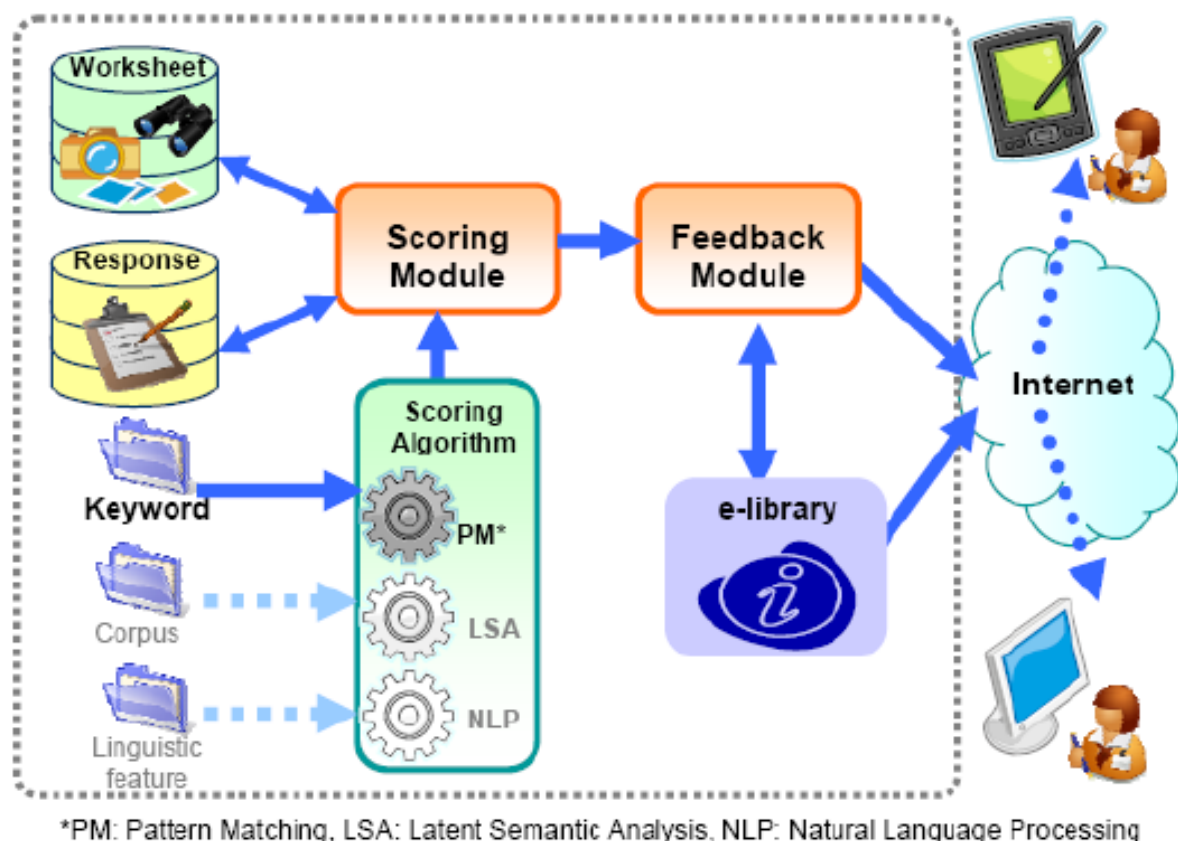 Worksheet
Response
Scoring
Module
Feedback
Module
Internet
Scoring
Algorithm
Keyword
PM*
e-library
Corpus
LSA
Linguistic
feature
NLP
*PM: Pattern Matching, LSA: Latent Semantic Analysis, NLP: Natural Language Processing